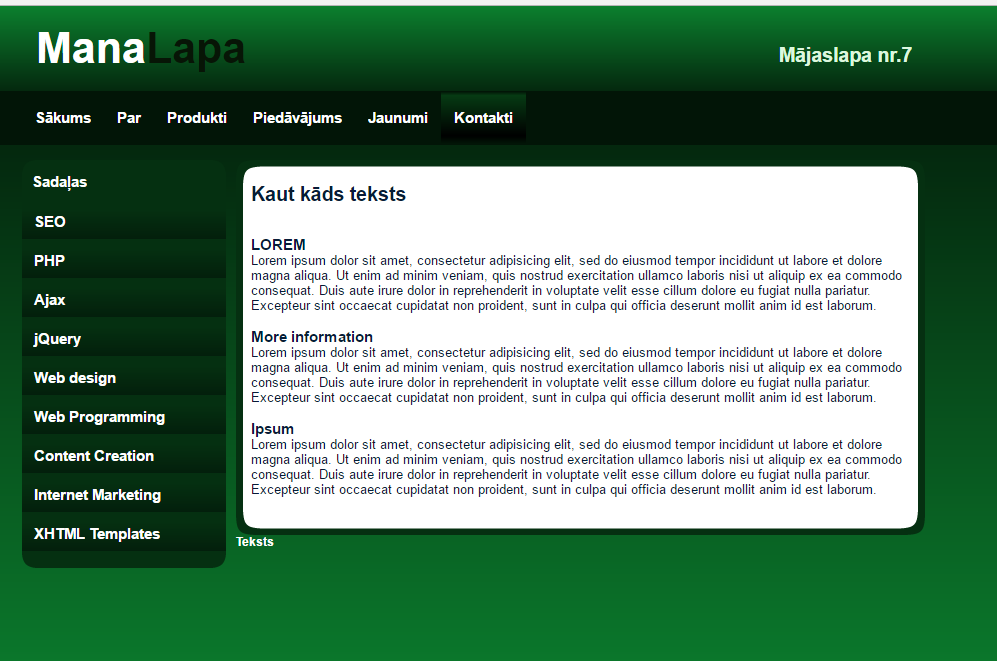 ManaLapa
Mājaslapa nr.7
Sākums Par Produkti Piedāvājums Jaunumi Kontakti
Sadaļas
SEO
PHP
Ajax
jQuery
Web design
Web Programming
Content Creation
Internet Marketing
XHTML Templates
Kaut kāds teksts
LOREM
Lorem ipsum dolor sit amet, consectetur adipisicing elit, sed do eiusmod tempor incididunt ut labore et dolore
magna aliqua. Ut enim ad minim veniam, quis nostrud exercitation ullamco laboris nisi ut aliquip ex ea commodo
consequat. Duis aute irure dolor in reprehenderit in voluptate velit esse cillum dolore eu fugiat nulla pariatur.
Excepteur sint occaecat cupidatat non proident, sunt in culpa qui officia deserunt mollit anim id est laborum.
More information
Lorem ipsum dolor sit amet, consectetur adipisicing elit, sed do eiusmod tempor incididunt ut labore et dolore
magna aliqua. Ut enim ad minim veniam, quis nostrud exercitation ullamco laboris nisi ut aliquip ex ea commodo
consequat. Duis aute irure dolor in reprehenderit in voluptate velit esse cillum dolore eu fugiat nulla pariatur.
Excepteur sint occaecat cupidatat non proident, sunt in culpa qui officia deserunt mollit anim id est laborum.
Ipsum
Lorem ipsum dolor sit amet, consectetur adipisicing elit, sed do eiusmod tempor incididunt ut labore et dolore
magna aliqua. Ut enim ad minim veniam, quis nostrud exercitation ullamco laboris nisi ut aliquip ex ea commodo
consequat. Duis aute irure dolor in reprehenderit in voluptate velit esse cillum dolore eu fugiat nulla pariatur.
Excepteur sint occaecat cupidatat non proident, sunt in culpa qui officia deserunt mollit anim id est laborum.
Teksts